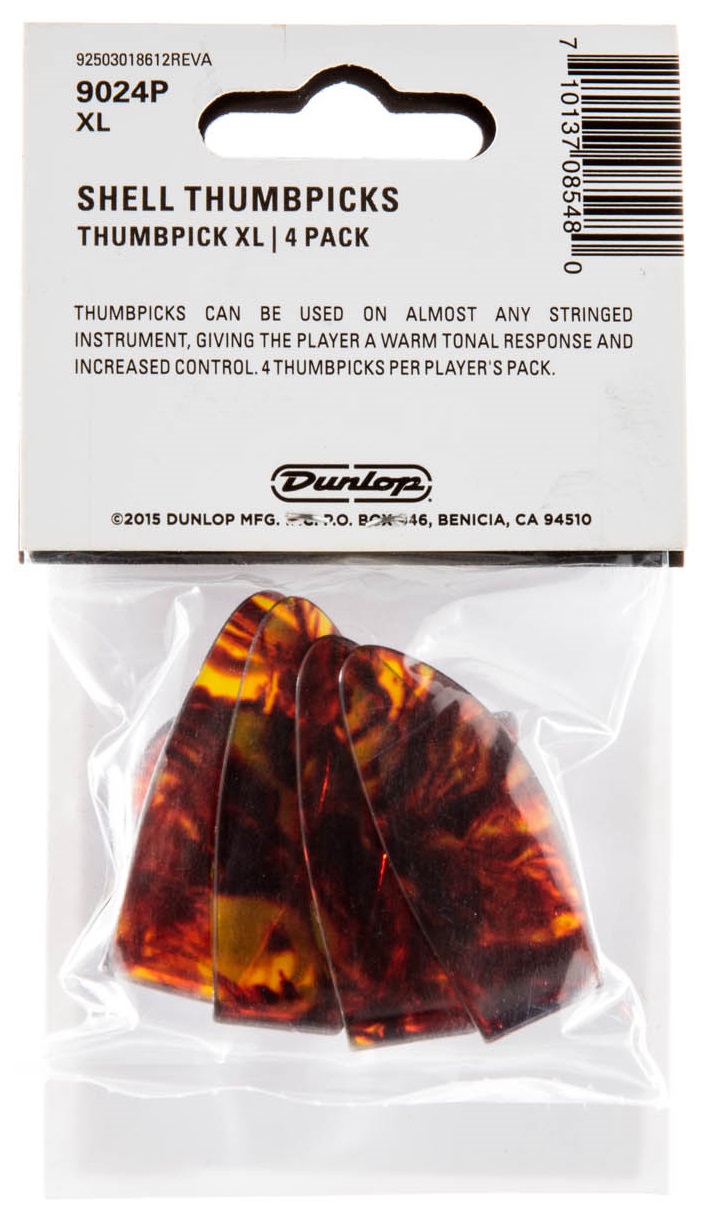 92503018612REVA
9024P
XL
7 10137 08548 0
SHELL THUMBPICKS
THUMBPICK XL | 4 PACK
THUMBPICKS CAN BE USED ON ALMOST ANY STRINGED
INSTRUMENT, GIVING THE PLAYER A WARM TONAL RESPONSE AND
INCREASED CONTROL. 4 THUMBPICKS PER PLAYER'S PACK.
Dunlop
©2015 DUNLOP MFG. P.O. BOX BENICIA, CA 94510